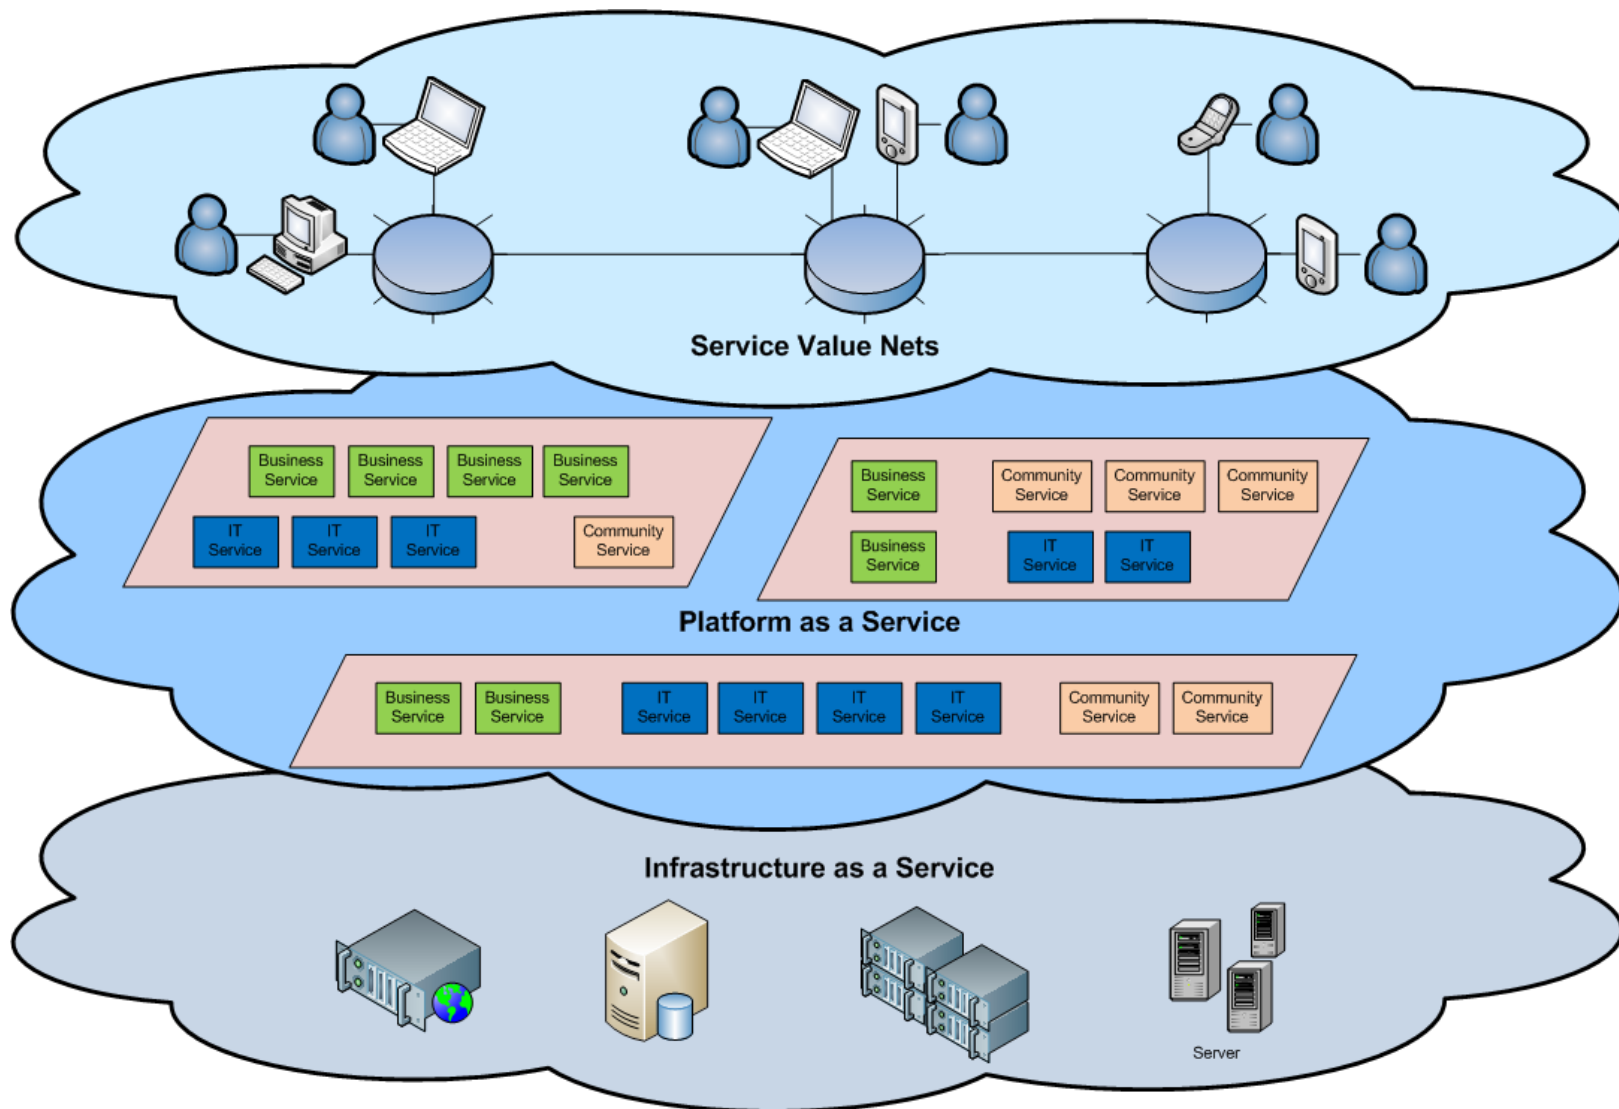 Service Value Nets
Business
Service
Business
Service
Business
Service
Business
Service
IT
Service
IT
Service
IT
Service
Community
Service
Business
Service
Community
Service
Community
Service
Community
Service
Business
Service
IT
Service
IT
Service
Platform as a Service
Business
Service
Business
Service
IT
Service
IT
Service
IT
Service
IT
Service
Community
Service
Community
Service
Infrastructure as a Service
Server